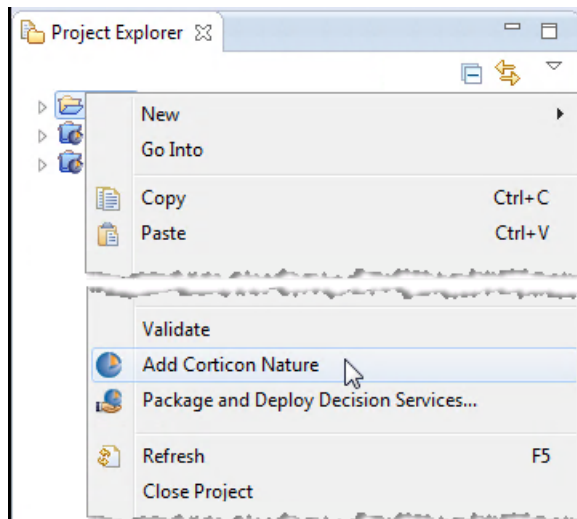 Project Explorer
New
Go Into
Copy Ctrl+C
Paste Ctrl+V
Validate
Add Corticon Nature
Package and Deploy Decision Services...
Refresh F5
Close Project